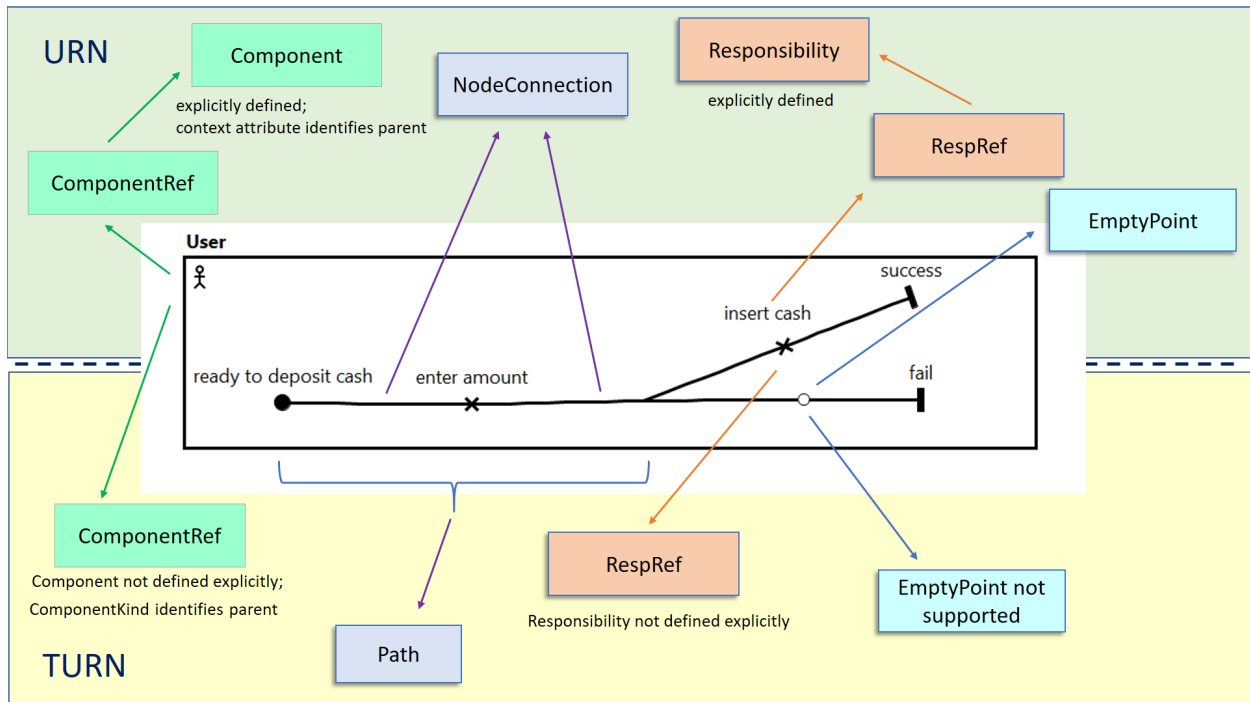 URN
Component
explicitly defined;
context attribute identifies parent
ComponentRef
NodeConnection
Responsibility
explicitly defined
RespRef
EmptyPoint
User
success
insert cash
ready to deposit cash
enter amount
fail
ComponentRef
Component not defined explicitly;
ComponentKind identifies parent
Path
RespRef
Responsibility not defined explicitly
EmptyPoint not
supported
TURN